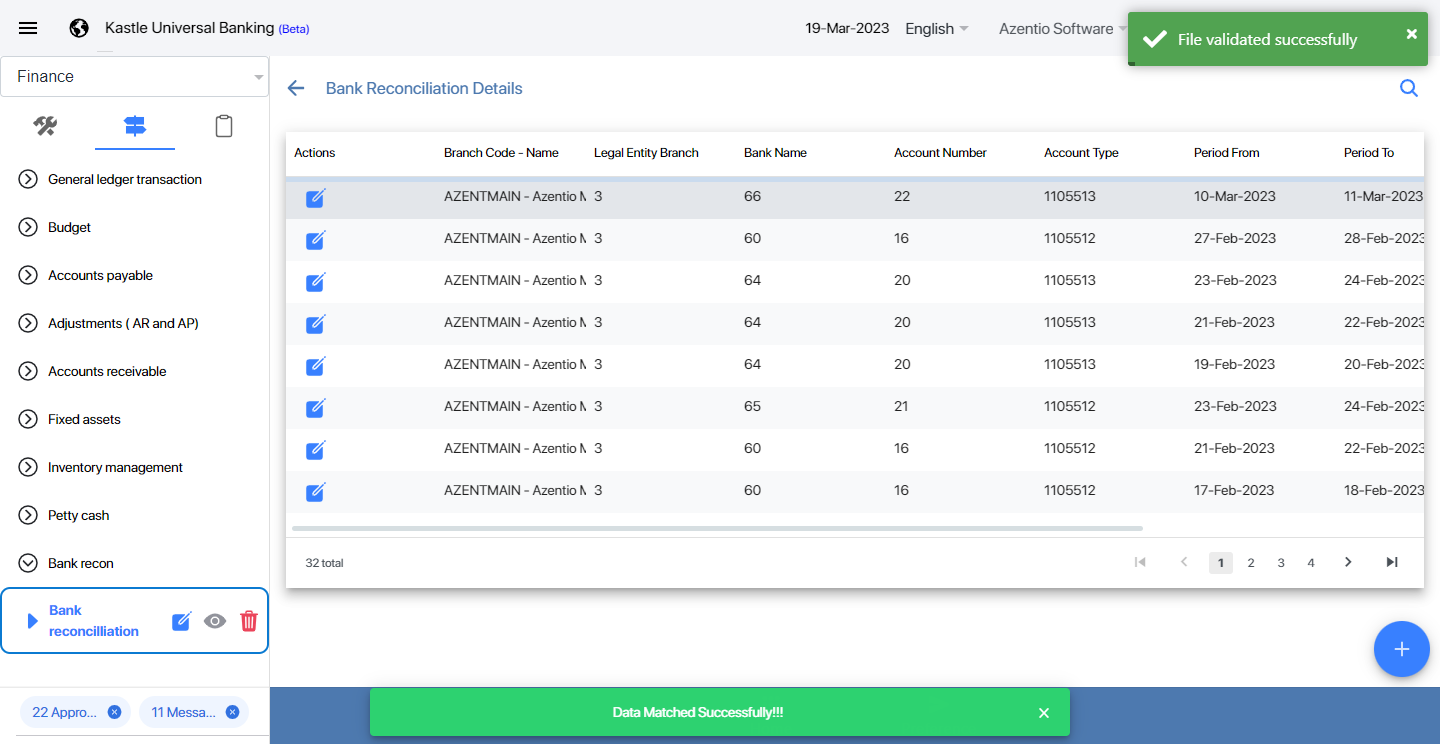 Kastle Universal Banking (Beta)
19-Mar-2023
English
Azentio Software
File validated successfully
Finance
Bank Reconciliation Details
General ledger transaction
Budget
Accounts payable
Adjustments ( AR and AP)
Accounts receivable
Fixed assets
Inventory management
Petty cash
Bank recon
Bank
reconcilliation
22 Appro...
11 Messa...
Actions Branch Code - Name Legal Entity Branch Bank Name Account Number Account Type Period From Period To
AZENTMAIN - Azentio M 3 66 22 1105513 10-Mar-2023 11-Mar-2023
AZENTMAIN - Azentio M 3 60 16 1105512 27-Feb-2023 28-Feb-2023
AZENTMAIN - Azentio M 3 64 20 1105513 23-Feb-2023 24-Feb-2023
AZENTMAIN - Azentio M 3 64 20 1105513 21-Feb-2023 22-Feb-2023
AZENTMAIN - Azentio M 3 64 20 1105513 19-Feb-2023 20-Feb-2023
AZENTMAIN - Azentio M 3 65 21 1105512 23-Feb-2023 24-Feb-2023
AZENTMAIN - Azentio M 3 60 16 1105512 21-Feb-2023 22-Feb-2023
AZENTMAIN - Azentio M 3 60 16 1105512 17-Feb-2023 18-Feb-2023
32 total
1 2 3 4
Data Matched Successfully!!!